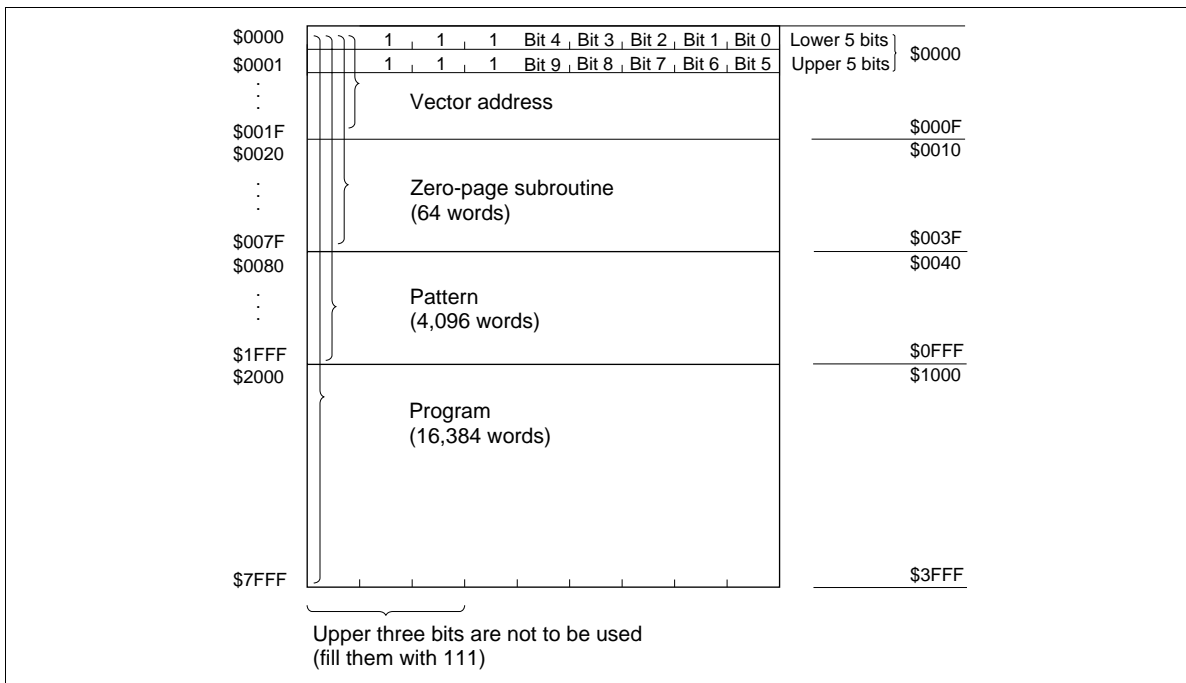 $0000 1 1 1 Bit 4 Bit 3 Bit 2 Bit 1 Bit 0 Lower 5 bits
$0001 1 1 1 Bit 9 Bit 8 Bit 7 Bit 6 Bit 5 Upper 5 bits
$0000
Vector address
$001F
$000F
$0020
$0010
Zero-page subroutine
(64 words)
$007F
$003F
$0080
$0040
Pattern
(4,096 words)
$1FFF
$0FFF
$2000
$1000
Program
(16,384 words)
$7FFF
$3FFF
Upper three bits are not to be used
(fill them with 111)